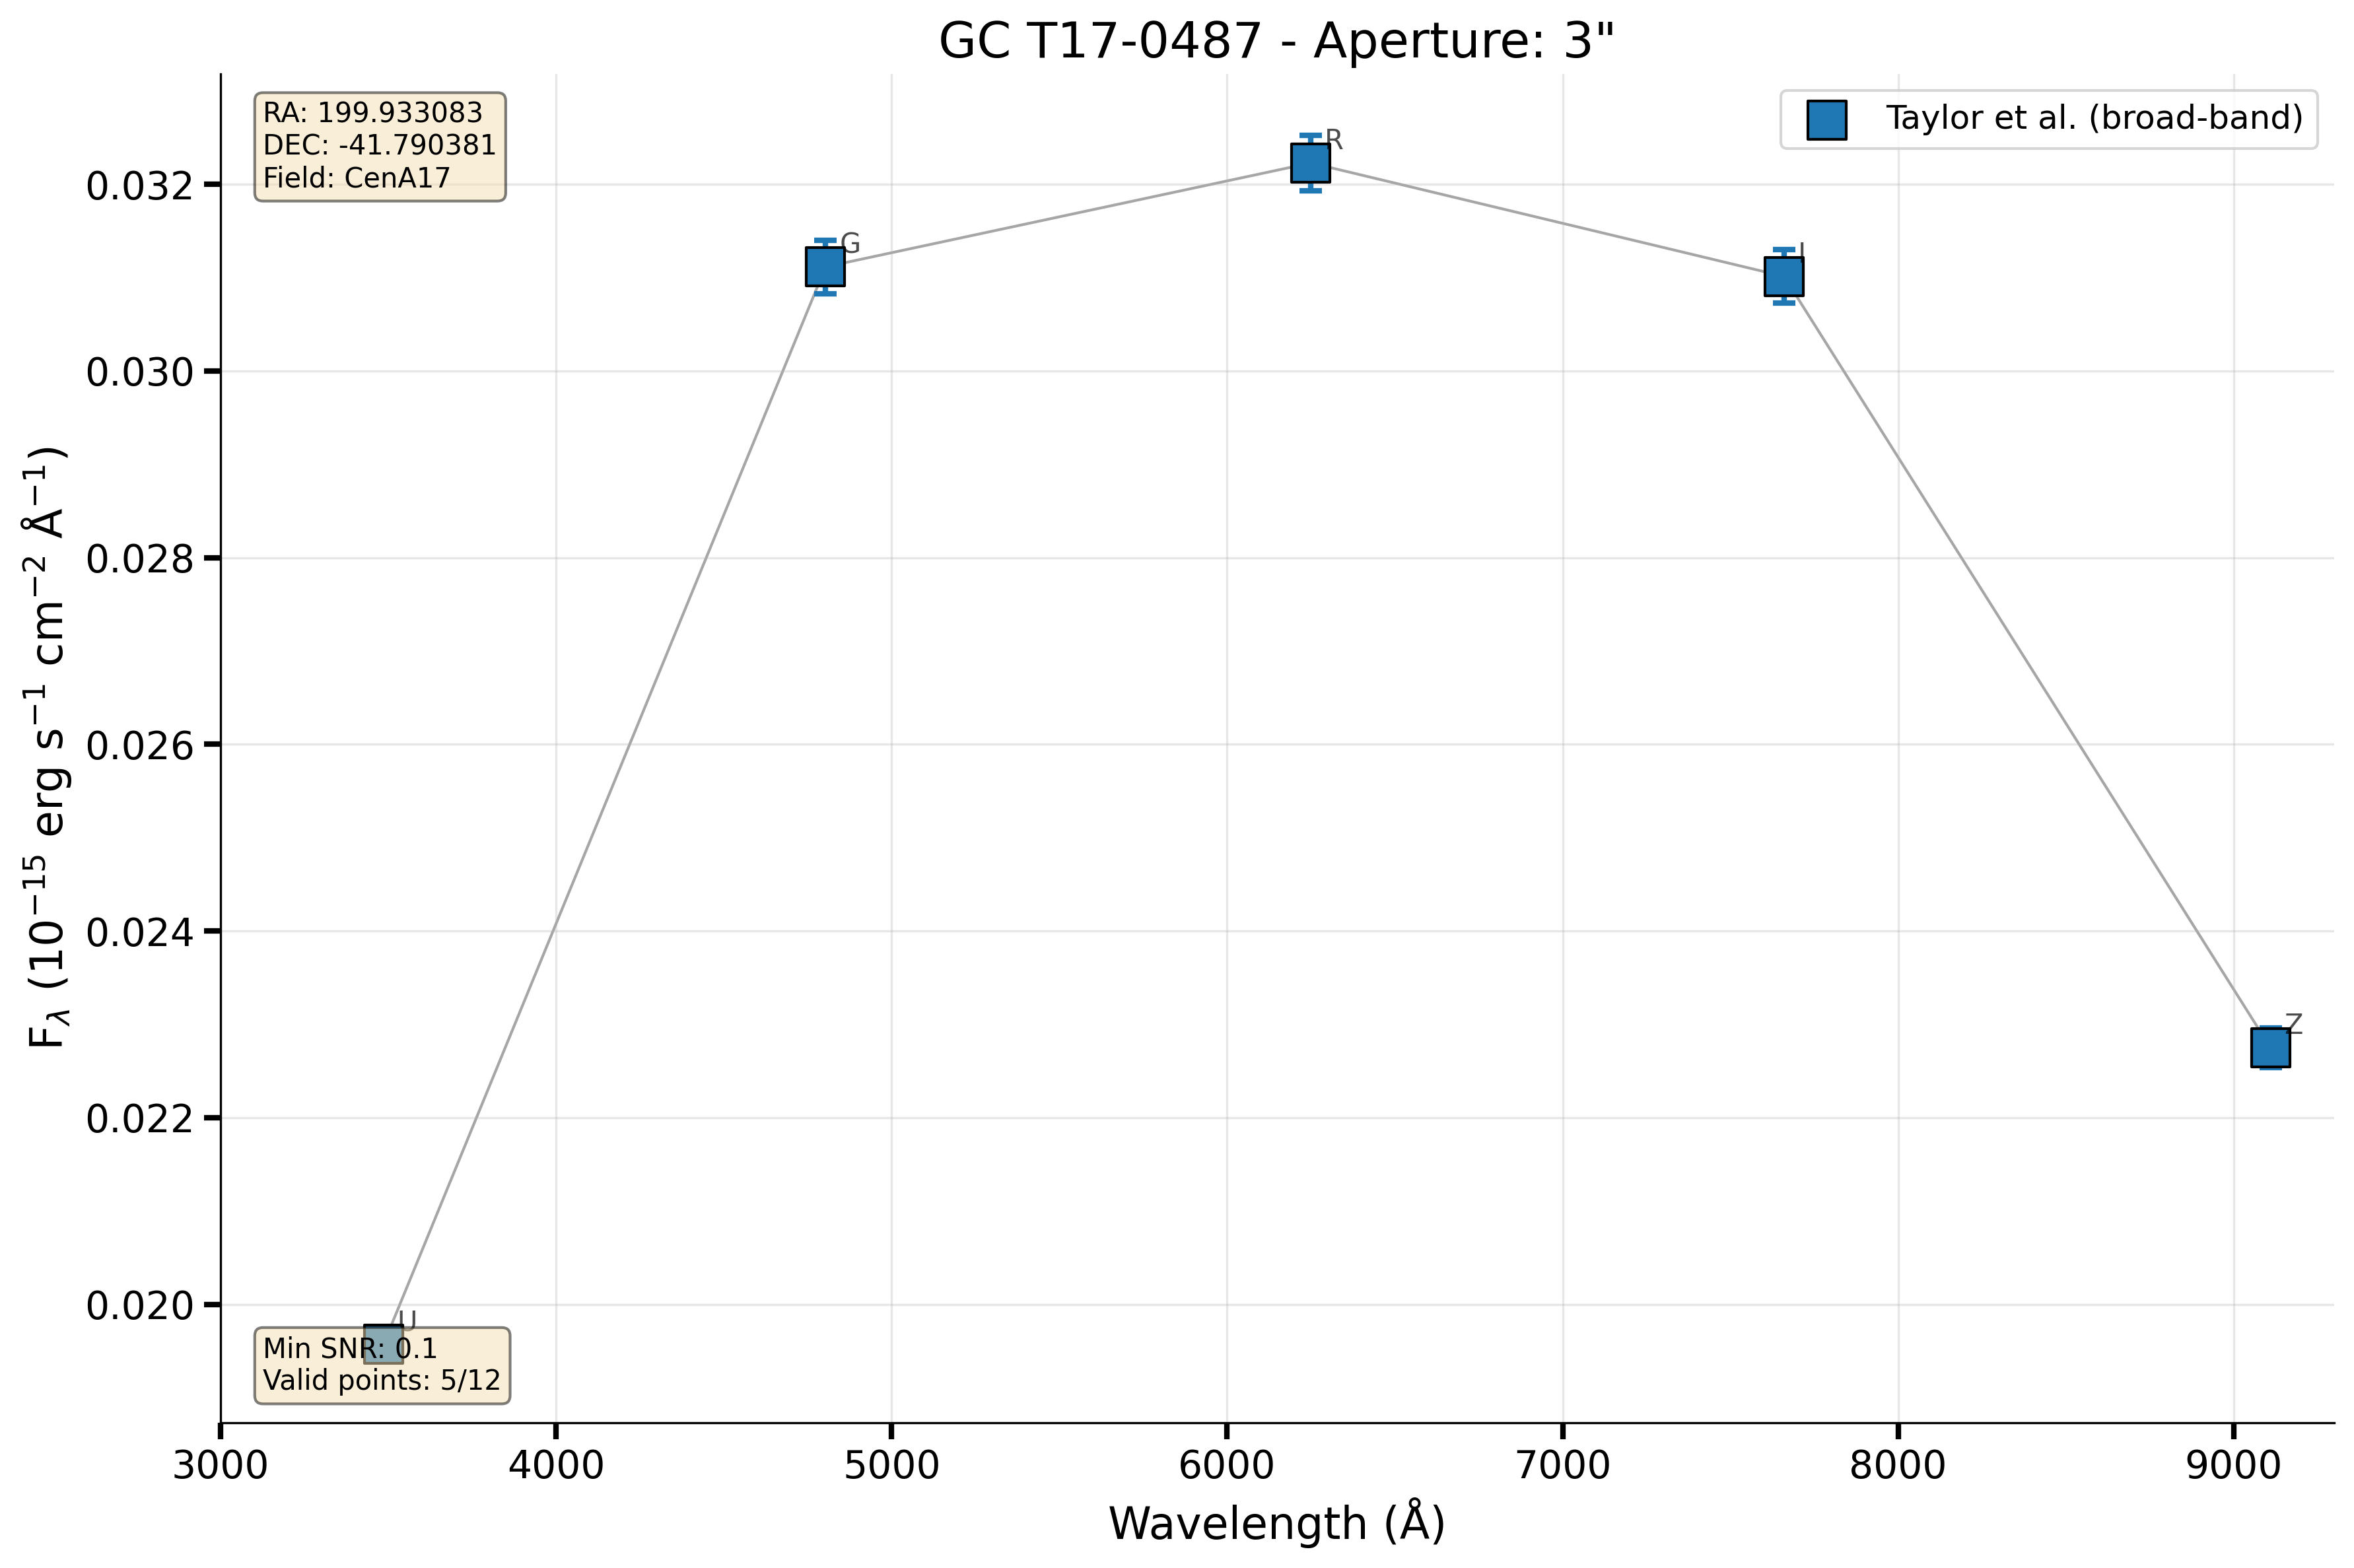 GC T17-0487 - Aperture: 3"
RA: 199.933083
DEC: -41.790381
Field: CenA17
Taylor et al. (broad-band)
R
G
I
Z
U
Min SNR: 0.1
Valid points: 5/12
F_λ (10⁻¹⁵ erg s⁻¹ cm⁻² Å⁻¹)
0.032
0.030
0.028
0.026
0.024
0.022
0.020
3000 4000 5000 6000 7000 8000 9000
Wavelength (Å)